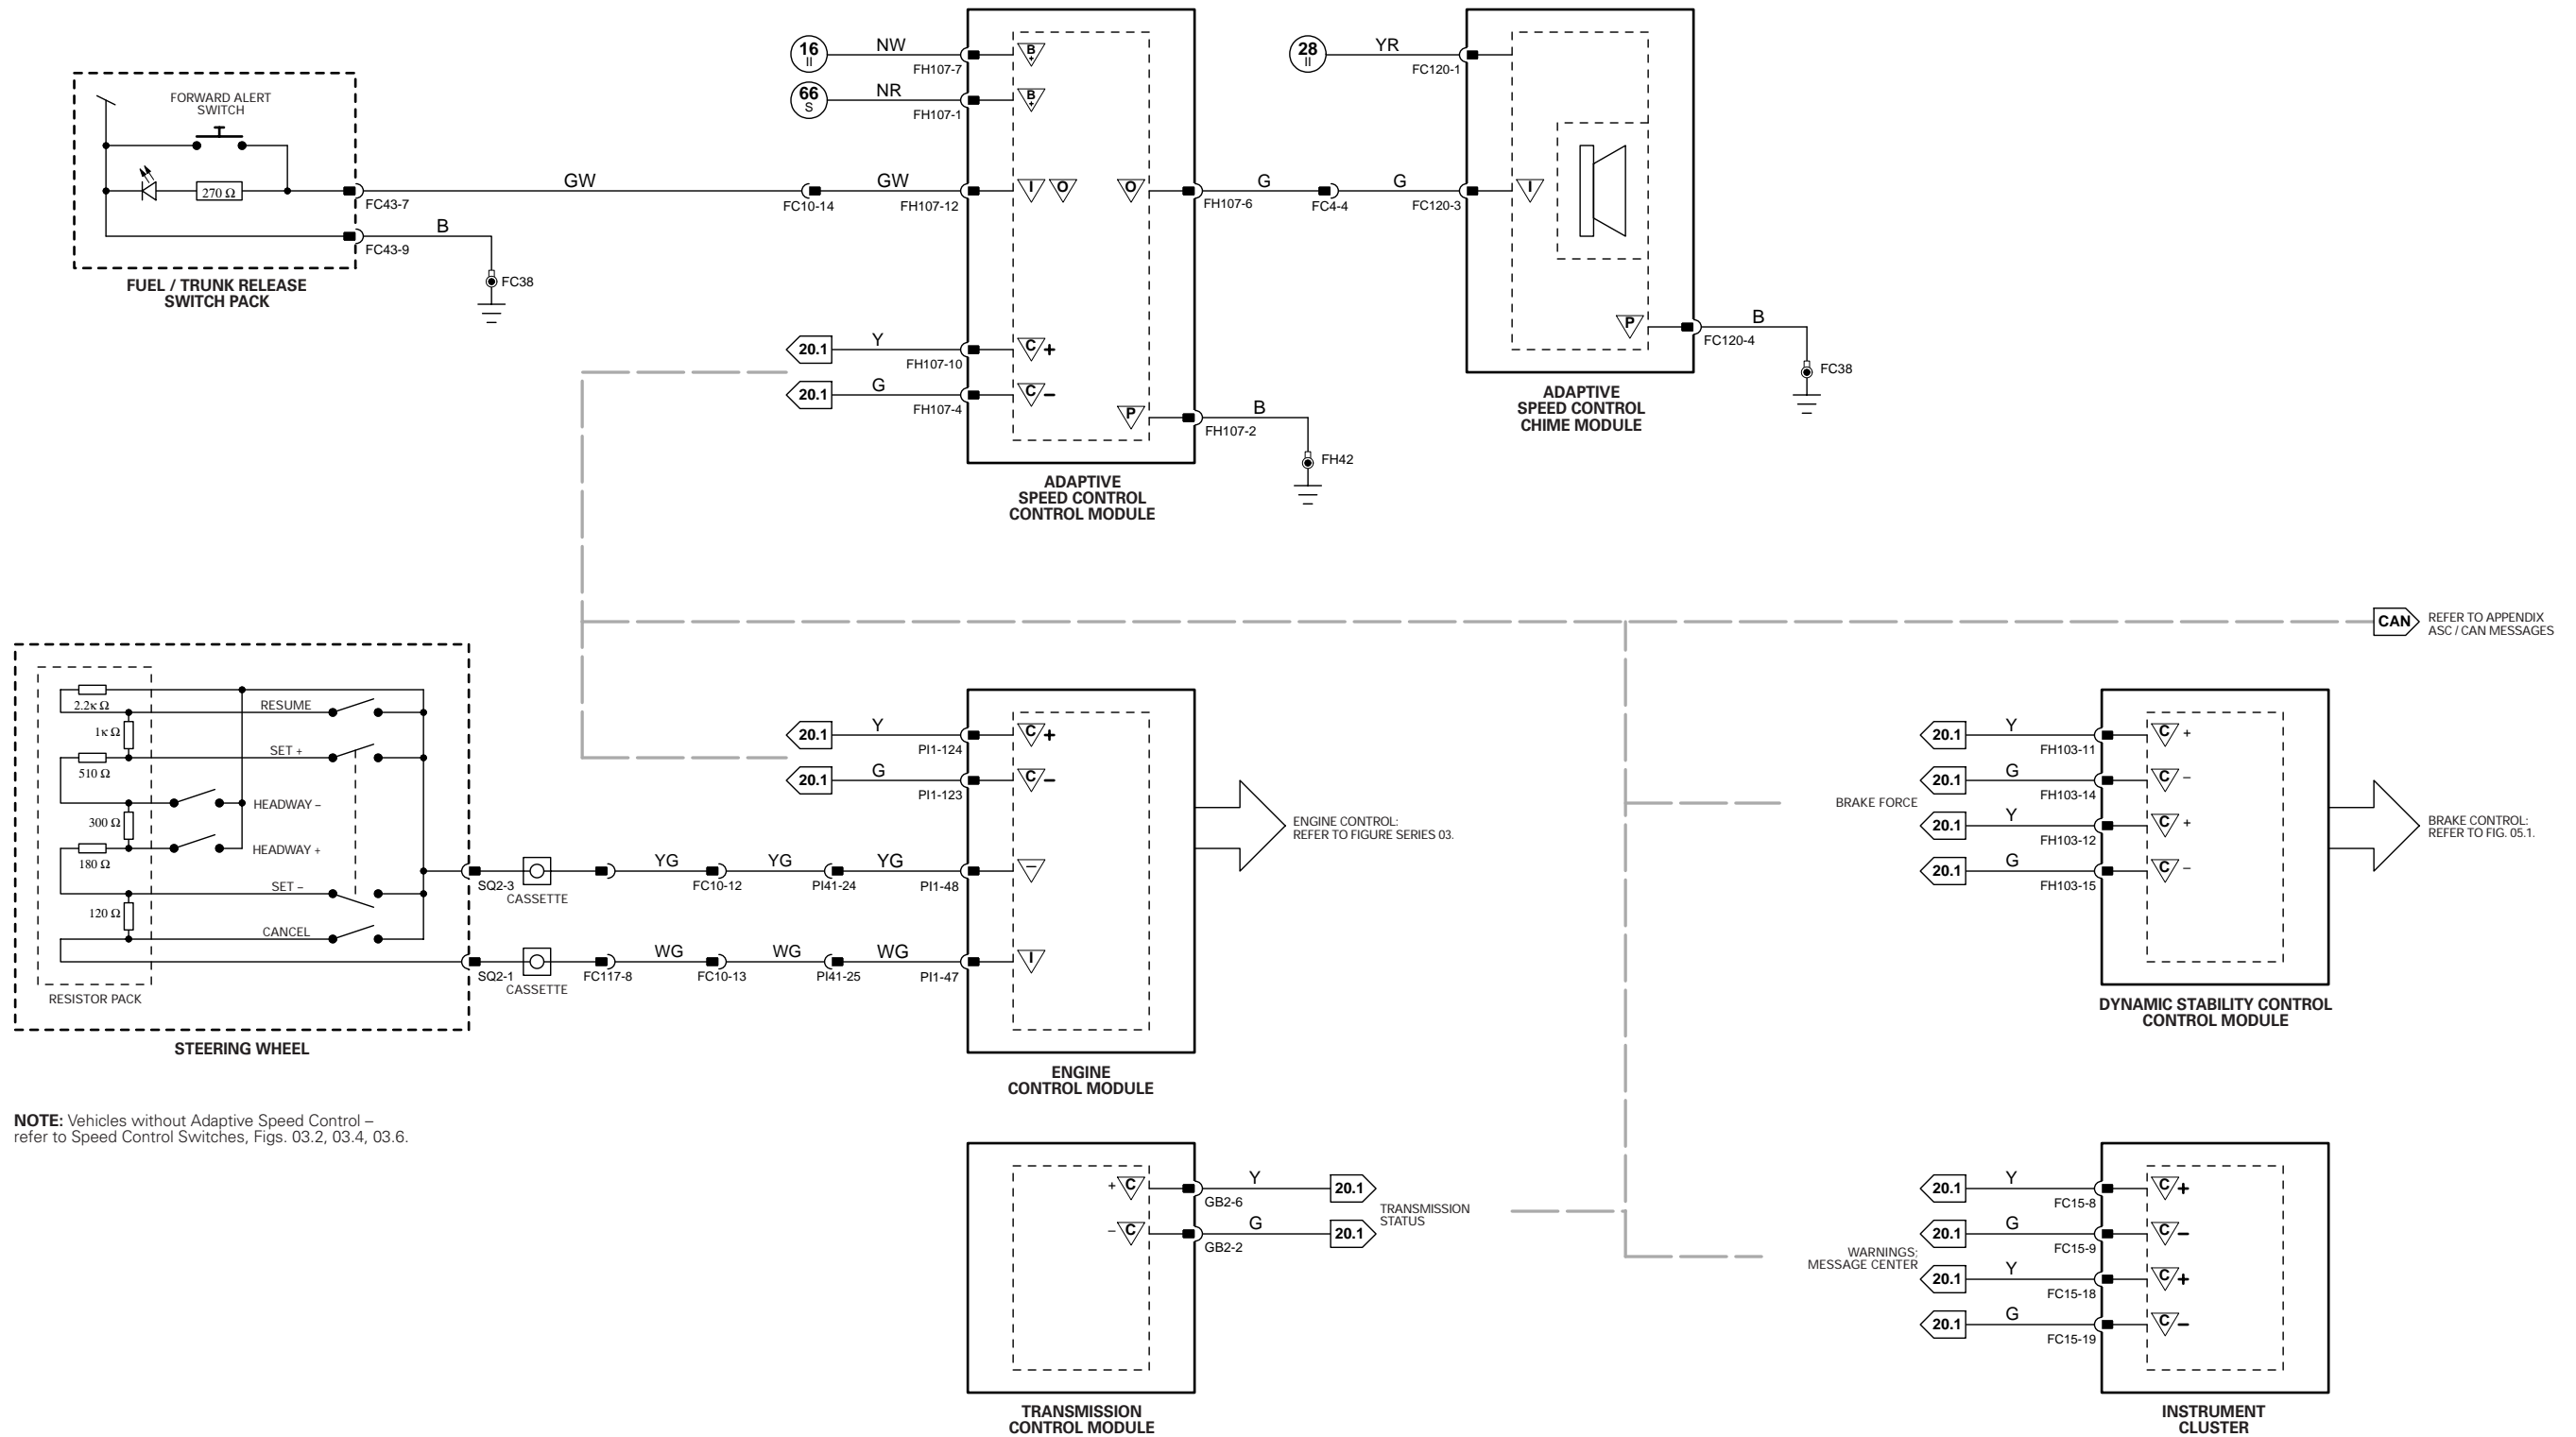 FORWARD ALERT
SWITCH
270 Ω
FC43-7
FC43-9
B
FC38
FUEL / TRUNK RELEASE
SWITCH PACK
GW
FC10-14
GW
FH107-12
16
II
NW
FH107-7
B
+
66
S
NR
FH107-1
B
+
I
O
O
20.1
Y
FH107-10
C
+
20.1
G
FH107-4
C
–
P
FH107-2
B
FH42
ADAPTIVE
SPEED CONTROL
CONTROL MODULE
FH107-6
G
FC4-4
G
FC120-3
28
II
YR
FC120-1
I
P
FC120-4
B
FC38
ADAPTIVE
SPEED CONTROL
CHIME MODULE
CAN
REFER TO APPENDIX
ASC / CAN MESSAGES
2.2K Ω
RESUME
1K Ω
SET +
510 Ω
HEADWAY –
300 Ω
HEADWAY +
180 Ω
SET –
120 Ω
CANCEL
RESISTOR PACK
STEERING WHEEL
SQ2-3
CASSETTE
YG
FC10-12
YG
PI41-24
YG
PI1-48
SQ2-1
CASSETTE
FC117-8
WG
FC10-13
WG
PI41-25
WG
PI1-47
20.1
Y
PI1-124
C
+
20.1
G
PI1-123
C
–
–
I
ENGINE
CONTROL MODULE
ENGINE CONTROL:
REFER TO FIGURE SERIES 03.
BRAKE FORCE
20.1
Y
FH103-11
C
+
20.1
G
FH103-14
C
–
20.1
Y
FH103-12
C
+
20.1
G
FH103-15
C
–
BRAKE CONTROL:
REFER TO FIG. 05.1.
DYNAMIC STABILITY CONTROL
CONTROL MODULE
NOTE: Vehicles without Adaptive Speed Control –
refer to Speed Control Switches, Figs. 03.2, 03.4, 03.6.
+
C
GB2-6
Y
20.1
–
C
GB2-2
G
20.1
TRANSMISSION
STATUS
TRANSMISSION
CONTROL MODULE
WARNINGS;
MESSAGE CENTER
20.1
Y
FC15-8
C
+
20.1
G
FC15-9
C
–
20.1
Y
FC15-18
C
+
20.1
G
FC15-19
C
–
INSTRUMENT
CLUSTER